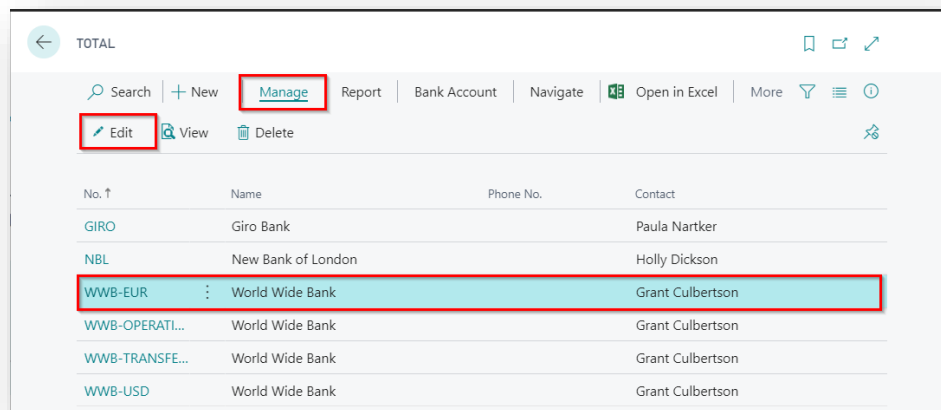 TOTAL
Search + New Manage Report Bank Account Navigate Open in Excel More
Edit View Delete
No. ↑ Name Phone No. Contact
GIRO Giro Bank Paula Nartker
NBL New Bank of London Holly Dickson
WWB-EUR World Wide Bank Grant Culbertson
WWB-OPERATI... World Wide Bank Grant Culbertson
WWB-TRANSFE... World Wide Bank Grant Culbertson
WWB-USD World Wide Bank Grant Culbertson